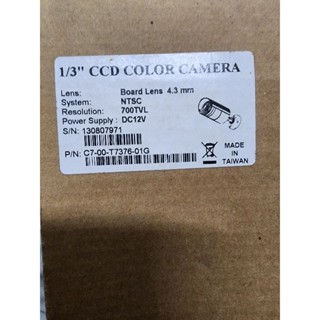 1/3" CCD COLOR CAMERA
Lens: Board Lens 4.3 mm
System: NTSC
Resolution: 700TVL
Power Supply : DC12V
S/N: 130807971
P/N: C7-00-T7376-01G
MADE
IN
TAIWAN